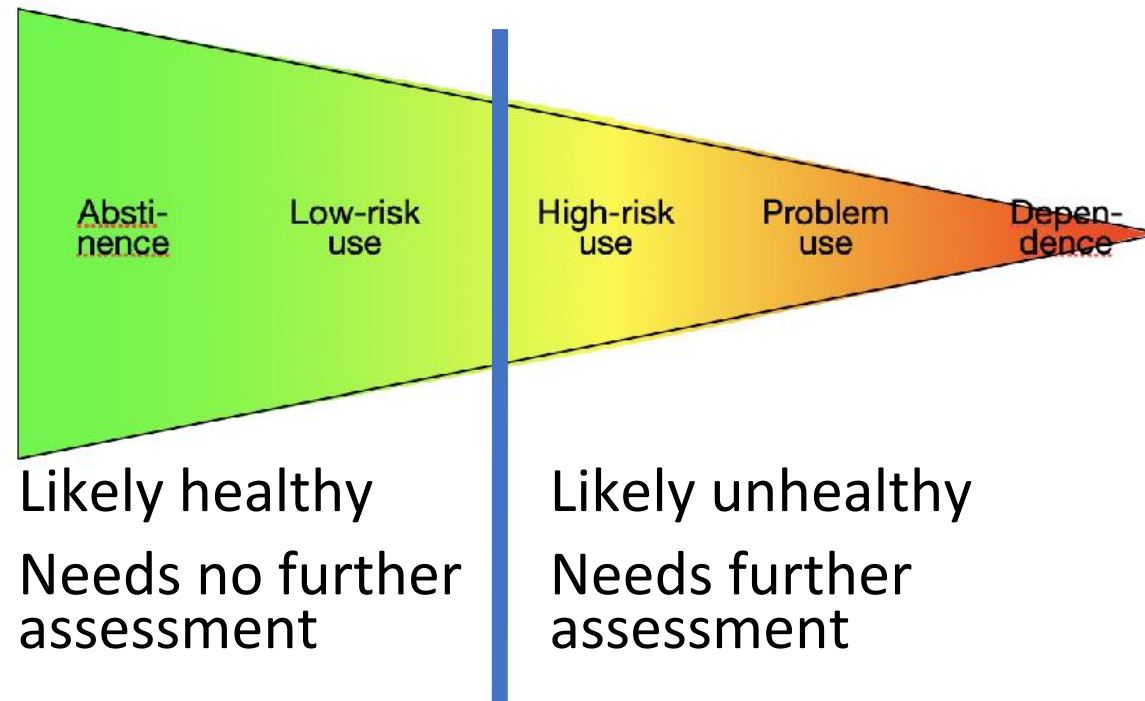 Absti-
nence
Low-risk
use
High-risk
use
Problem
use
Depen-
dence
Likely healthy
Needs no further
assessment
Likely unhealthy
Needs further
assessment